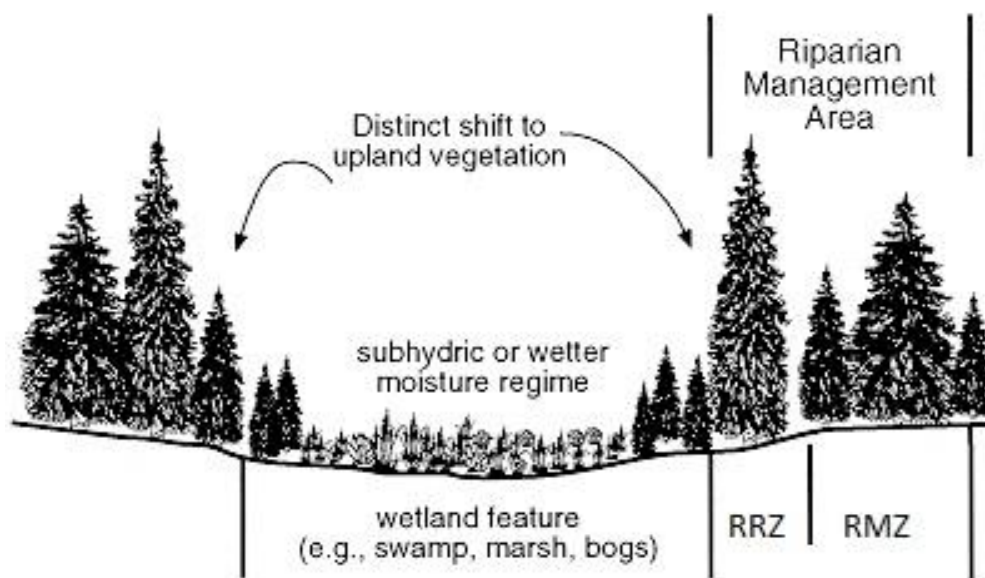 Riparian
Management
Area
Distinct shift to
upland vegetation
subhydric or wetter
moisture regime
wetland feature
(e.g., swamp, marsh, bogs)
RRZ
RMZ